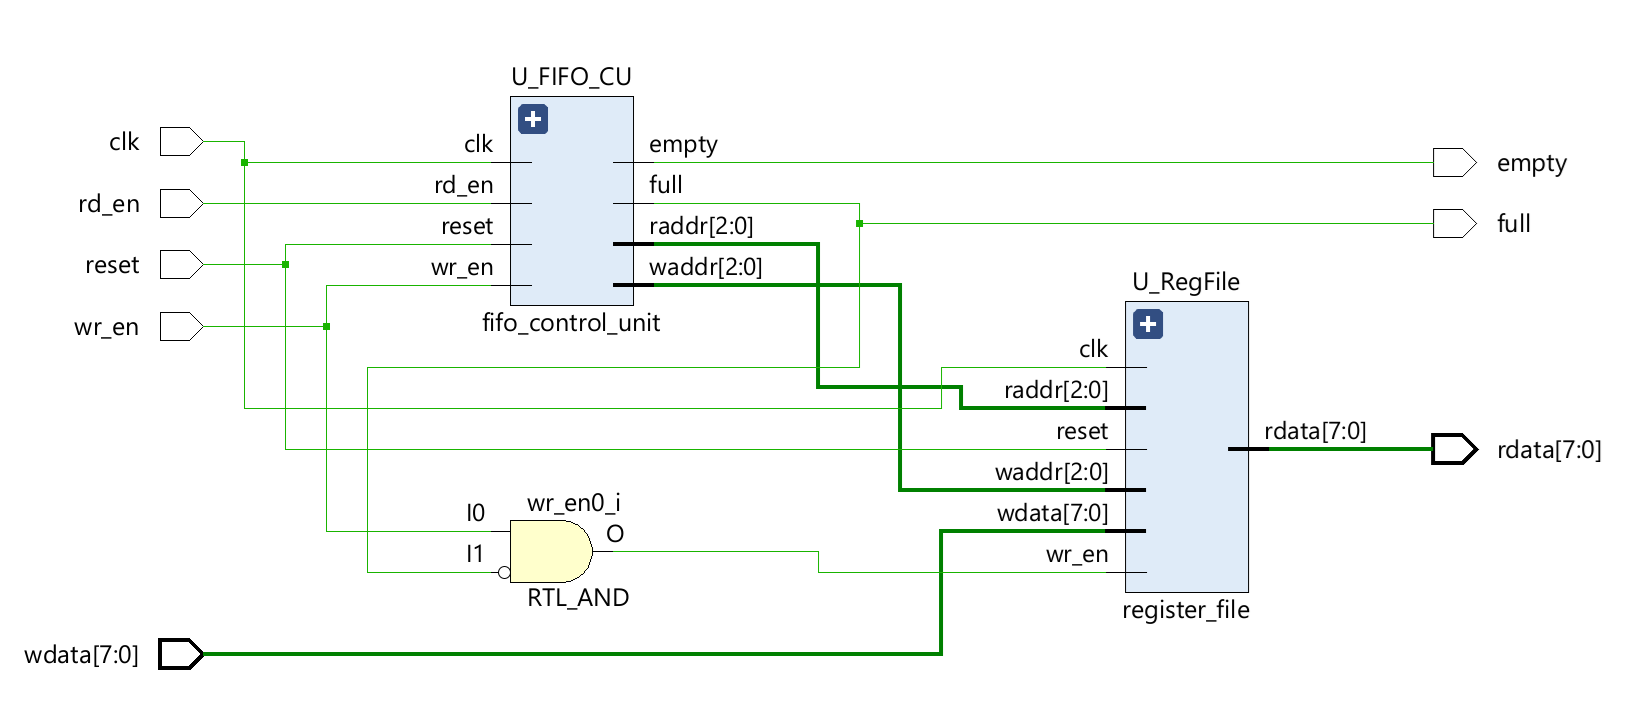 U_FIFO_CU
clk
clk
empty
empty
rd_en
rd_en
full
full
reset
reset
raddr[2:0]
wr_en
wr_en
waddr[2:0]
fifo_control_unit
U_RegFile
clk
raddr[2:0]
reset
rdata[7:0]
rdata[7:0]
waddr[2:0]
wr_en0_i
I0
O
wdata[7:0]
I1
wr_en
RTL_AND
register_file
wdata[7:0]